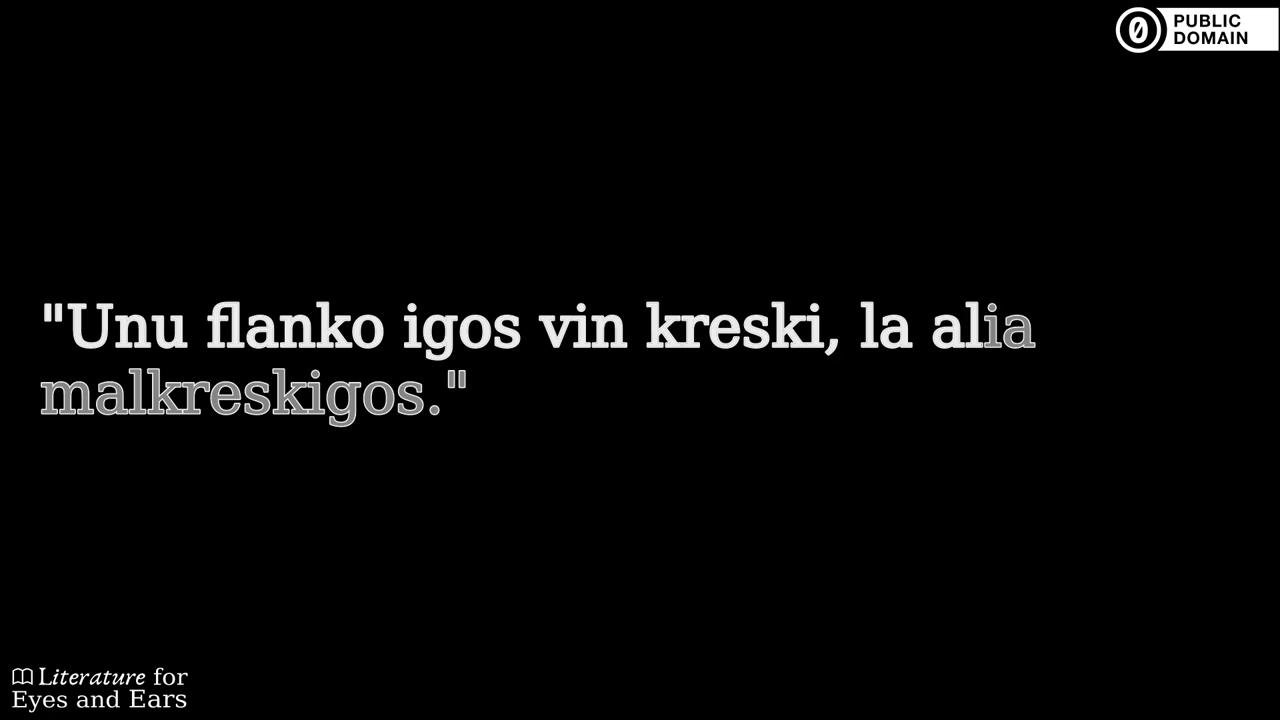 PUBLIC
DOMAIN
"Unu flanko igos vin kreski, la alia
malkreskigos."
Literature for
Eyes and Ears